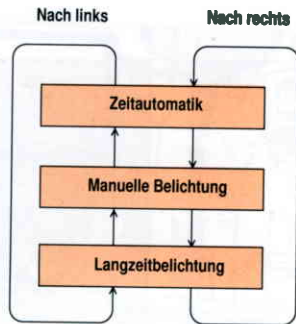 Nach links
Nach rechts
Zeitautomatik
Manuelle Belichtung
Langzeitbelichtung